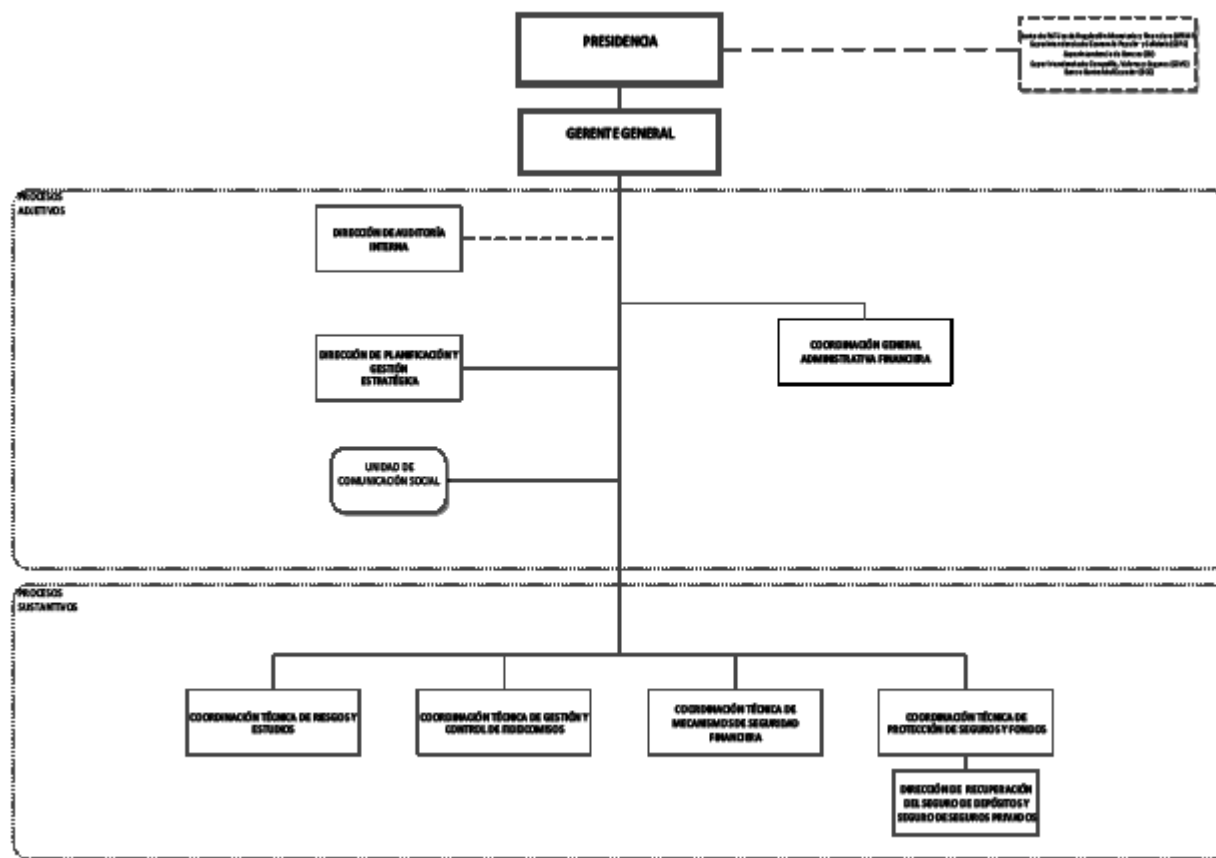 PRESIDENCIA
GERENTE GENERAL
PROCESOS
ADJETIVOS
DIRECCIÓN DE AUDITORÍA
INTERNA
COORDINACIÓN GENERAL
ADMINISTRATIVA FINANCIERA
DIRECCIÓN DE PLANIFICACIÓN Y
GESTIÓN
ESTRATÉGICA
UNIDAD DE
COMUNICACIÓN SOCIAL
PROCESOS
SUSTANTIVOS
COORDINACIÓN TÉCNICA DE RIESGOS Y
ESTUDIOS
COORDINACIÓN TÉCNICA DE GESTIÓN Y
CONTROL DE FIDEICOMISOS
COORDINACIÓN TÉCNICA DE
MECANISMOS DE SEGURIDAD
FINANCIERA
COORDINACIÓN TÉCNICA DE
PROTECCIÓN DE SEGUROS Y FONDOS
DIRECCIÓN DE RECUPERACIÓN
DEL SEGURO DE DEPÓSITOS Y
SEGURO DE SEGUROS PRIVADOS